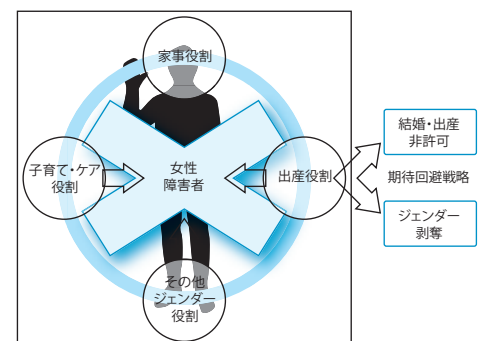 家事役割
子育て・ケア
役割
女性
障害者
出産役割
その他
ジェンダー
役割
結婚・出産
非許可
期待回避戦略
ジェンダー
剥奪